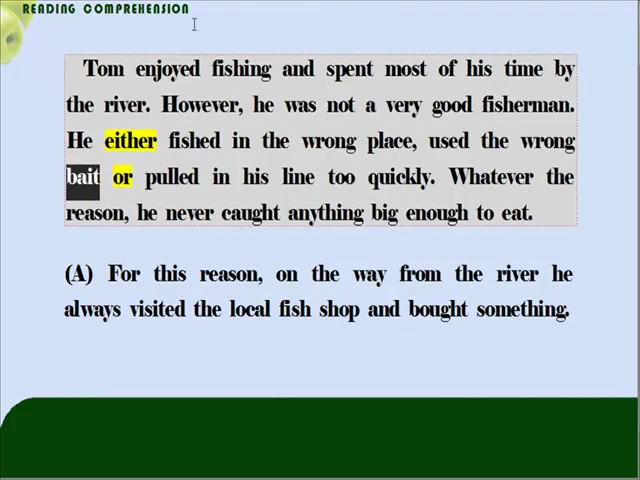 READING COMPREHENSION
Tom enjoyed fishing and spent most of his time by
the river. However, he was not a very good fisherman.
He either fished in the wrong place, used the wrong
bait or pulled in his line too quickly. Whatever the
reason, he never caught anything big enough to eat.
(A) For this reason, on the way from the river he
always visited the local fish shop and bought something.